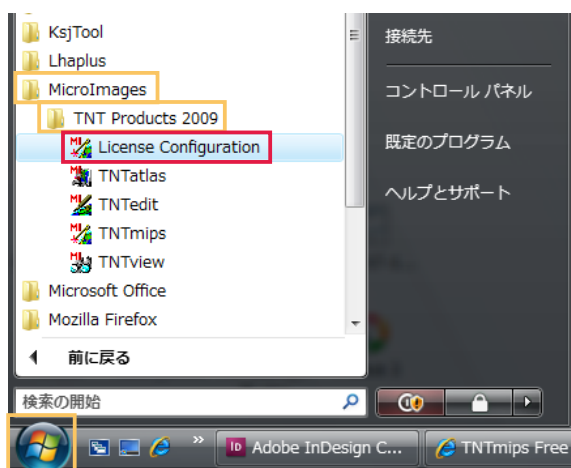 KsjTool
Lhaplus
MicroImages
TNT Products 2009
License Configuration
TNTatlas
TNTedit
TNTmips
TNTview
Microsoft Office
Mozilla Firefox
前に戻る
検索の開始
接続先
コントロール パネル
既定のプログラム
ヘルプとサポート
Adobe InDesign C...
TNTmips Free